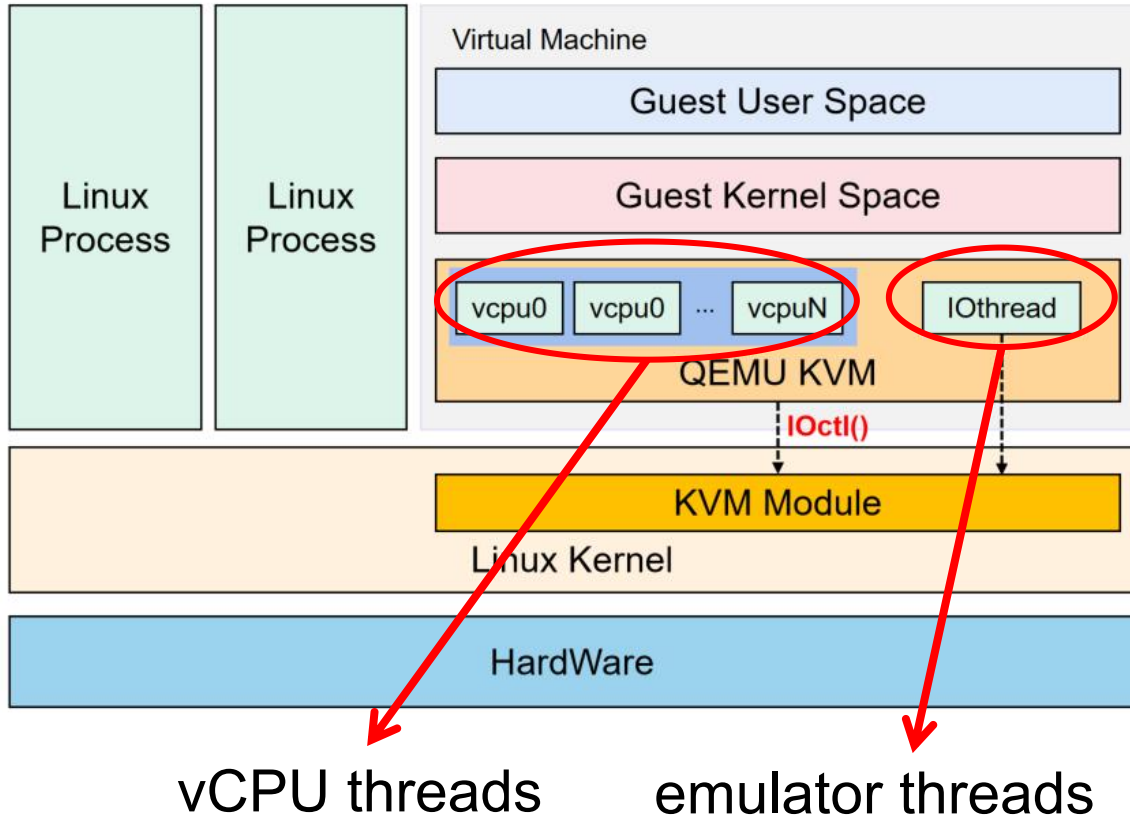 Virtual Machine
Guest User Space
Linux
Process
Linux
Process
Guest Kernel Space
vcpu0
vcpu0
...
vcpuN
IOthread
QEMU KVM
IOctl()
KVM Module
Linux Kernel
HardWare
vCPU threads
emulator threads